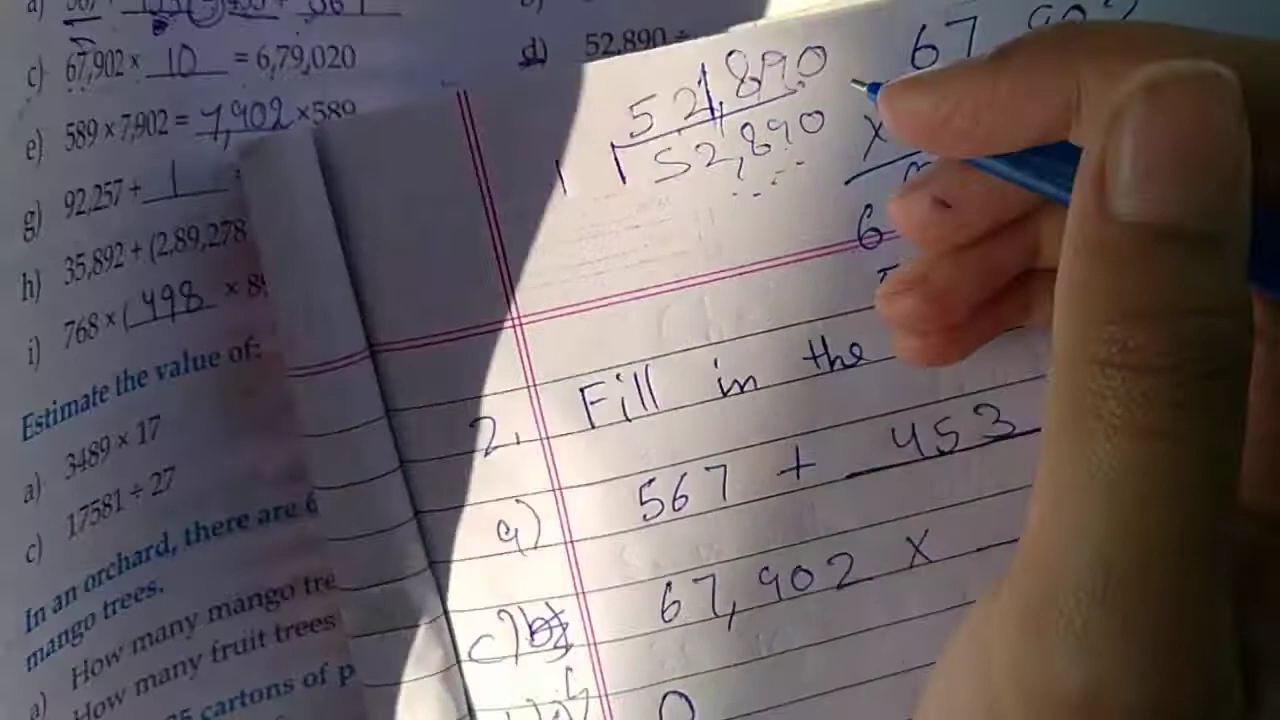 c) 67,902 × 10 = 6,79,020
d) 52,890 ÷
e) 589 × 7,902 = 7,902 ×589
g) 92,257 + 1
h) 35,892 + (2,89,278
i) 768 × (498 × 89
Estimate the value of:
a) 3489 × 17
c) 17581 ÷ 27
In an orchard, there are 6
mango trees.
a) How many mango tre
How many fruit trees
cartons of p
52,890
1 52,890
67
×
6
2. Fill in the
a) 567 + 453
c) 67,902 ×